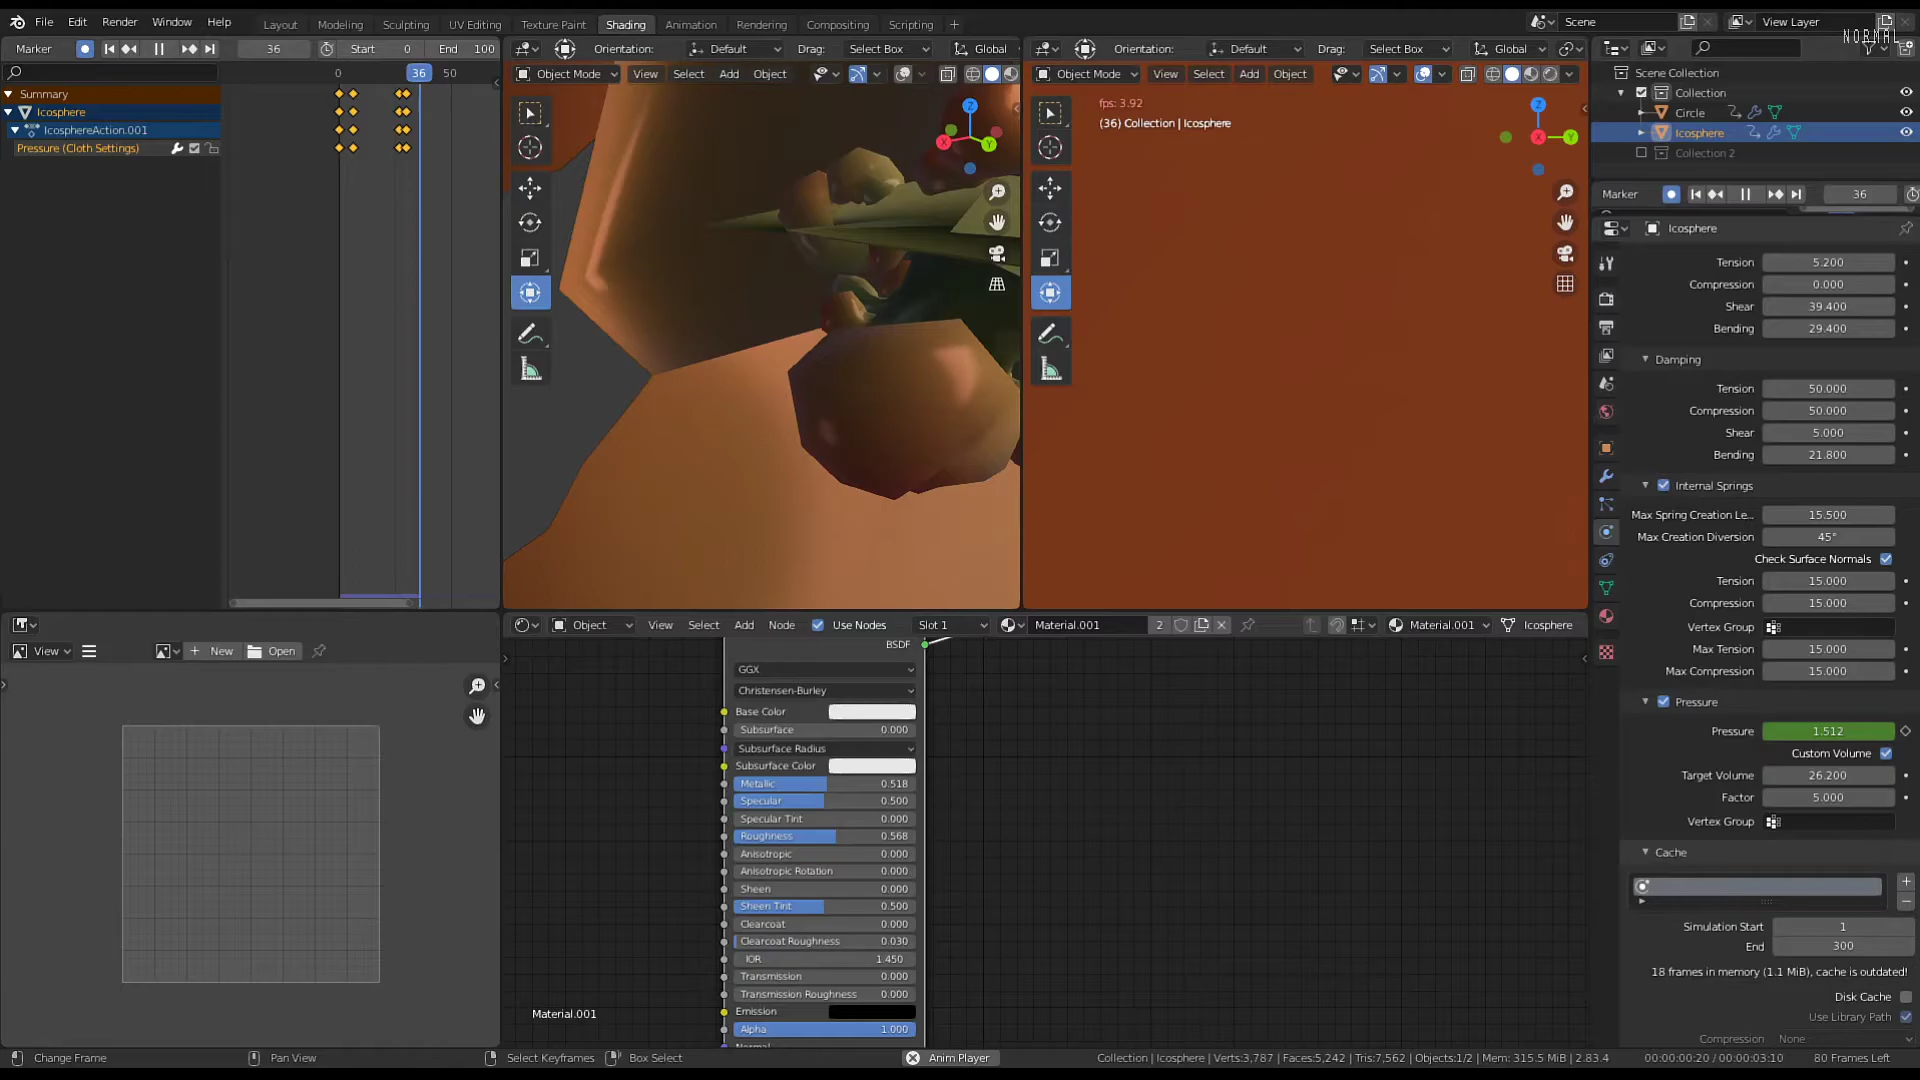 File Edit Render Window Help Layout Modeling Sculpting UV Editing Texture Paint Shading Animation Rendering Compositing Scripting + Scene View Layer
NORMAL
Marker 36 Start 0 End 100
Orientation: Default Drag: Select Box Global
Orientation: Default Drag: Select Box Global
0 36 50
Object Mode View Select Add Object
Object Mode View Select Add Object
Summary
Icosphere
IcosphereAction.001
Pressure (Cloth Settings)
Z
X
Y
fps: 3.92
(36) Collection | Icosphere
Z
X
Y
Scene Collection
Collection
Circle
Icosphere
Collection 2
Marker 36
Icosphere
Tension 5.200
Compression 0.000
Shear 39.400
Bending 29.400
Damping
Tension 50.000
Compression 50.000
Shear 5.000
Bending 21.800
Internal Springs
Max Spring Creation Le... 15.500
Max Creation Diversion 45°
Check Surface Normals
Tension 15.000
Compression 15.000
Vertex Group
Max Tension 15.000
Max Compression 15.000
Pressure
Pressure 1.512
Custom Volume
Target Volume 26.200
Factor 5.000
Vertex Group
Cache
Simulation Start 1
End 300
18 frames in memory (1.1 MiB), cache is outdated!
Disk Cache
Use Library Path
Compression None
View + New Open
Object View Select Add Node Use Nodes Slot 1 Material.001 2 Material.001 Icosphere
BSDF
GGX
Christensen-Burley
Base Color
Subsurface 0.000
Subsurface Radius
Subsurface Color
Metallic 0.518
Specular 0.500
Specular Tint 0.000
Roughness 0.568
Anisotropic 0.000
Anisotropic Rotation 0.000
Sheen 0.000
Sheen Tint 0.500
Clearcoat 0.000
Clearcoat Roughness 0.030
IOR 1.450
Transmission 0.000
Transmission Roughness 0.000
Emission
Alpha 1.000
Normal
Material.001
Change Frame Pan View Select Keyframes Box Select Anim Player Collection | Icosphere | Verts:3,787 | Faces:5,242 | Tris:7,562 | Objects:1/2 | Mem: 315.5 MiB | 2.83.4 00:00:00:20 / 00:00:03:10 80 Frames Left